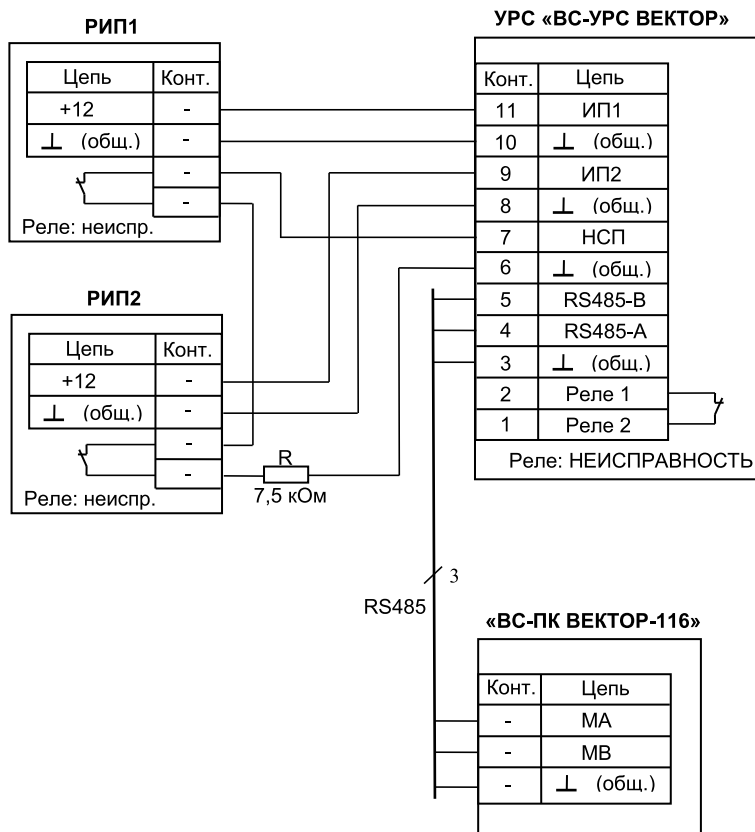 РИП1
Цепь Конт.
+12 -
⊥ (общ.) -
-
-
Реле: неиспр.
РИП2
Цепь Конт.
+12 -
⊥ (общ.) -
-
-
Реле: неиспр.
R
7,5 кОм
УРС «ВС-УРС ВЕКТОР»
Конт. Цепь
11 ИП1
10 ⊥ (общ.)
9 ИП2
8 ⊥ (общ.)
7 НСП
6 ⊥ (общ.)
5 RS485-B
4 RS485-A
3 ⊥ (общ.)
2 Реле 1
1 Реле 2
Реле: НЕИСПРАВНОСТЬ
3
RS485
«ВС-ПК ВЕКТОР-116»
Конт. Цепь
- МА
- МВ
- ⊥ (общ.)